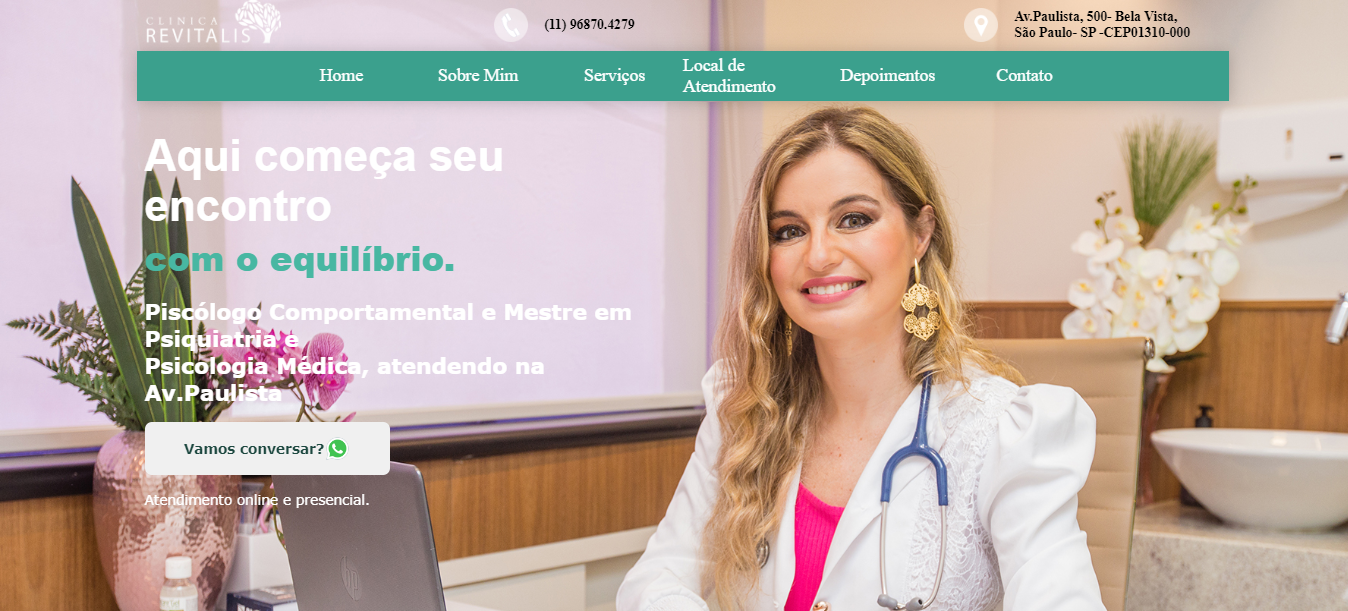 CLINICA
REVITALIS
(11) 96870.4279
Av.Paulista, 500- Bela Vista,
São Paulo- SP -CEP01310-000
Home
Sobre Mim
Serviços
Local de
Atendimento
Depoimentos
Contato
Aqui começa seu
encontro
com o equilíbrio.
Piscólogo Comportamental e Mestre em
Psiquiatria e
Psicologia Médica, atendendo na
Av.Paulista
Vamos conversar?
Atendimento online e presencial.